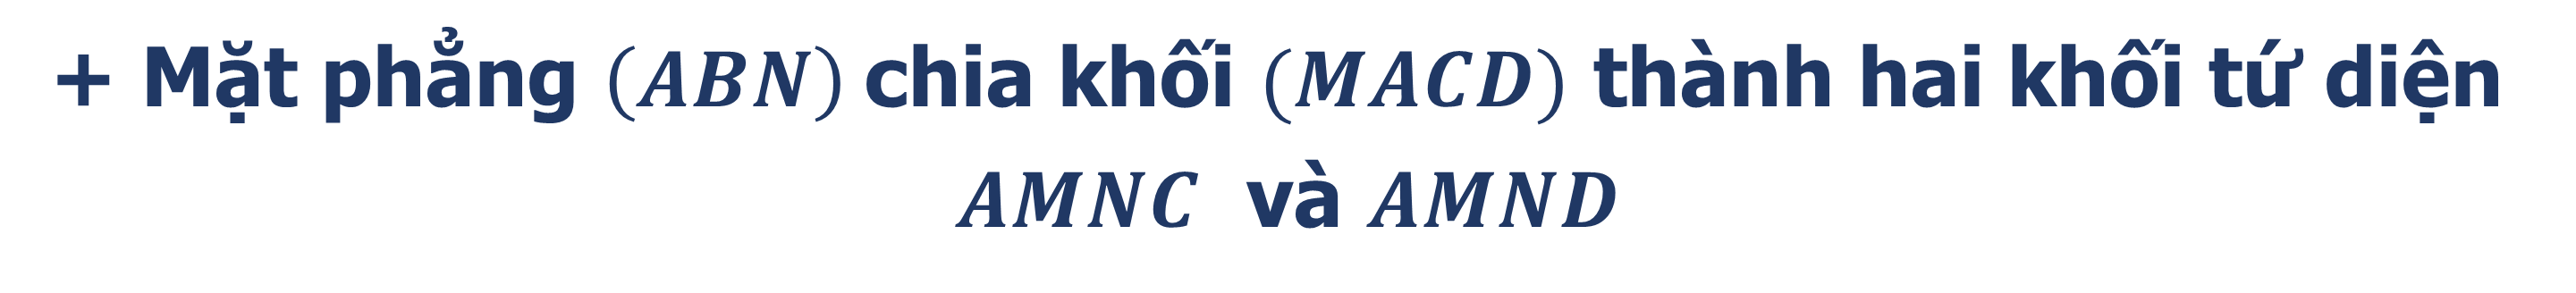 + Mặt phẳng (ABN) chia khối (MACD) thành hai khối tứ diện
AMNC và AMND